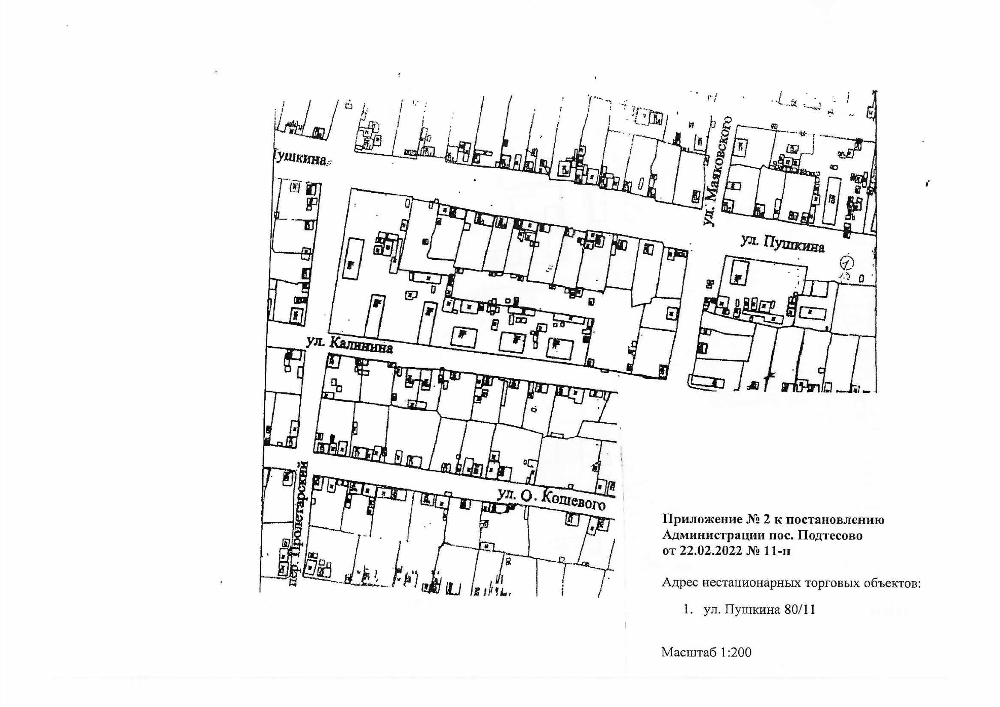 Пушкина
ул. Маяковского
ул. Пушкина
1
ул. Калинина
ул. О. Кошевого
пер. Пролетарский
Приложение № 2 к постановлению
Администрации пос. Подтесово
от 22.02.2022 № 11-п
Адрес нестационарных торговых объектов:
1. ул. Пушкина 80/11
Масштаб 1:200